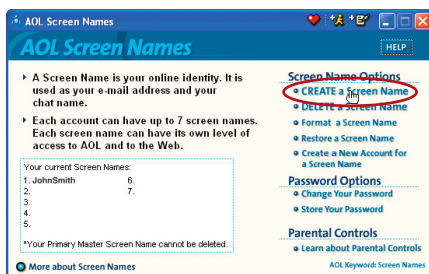 AOL Screen Names
AOL Screen Names
HELP
A Screen Name is your online identity. It is
used as your e-mail address and your
chat name.
Each account can have up to 7 screen names.
Each screen name can have its own level of
access to AOL and to the Web.
Your current Screen Names:
1. JohnSmith 6.
2. 7.
3.
4.
5.
*Your Primary Master Screen Name cannot be deleted.
More about Screen Names
Screen Name Options
CREATE a Screen Name
DELETE a Screen Name
Format a Screen Name
Restore a Screen Name
Create a New Account for
a Screen Name
Password Options
Change Your Password
Store Your Password
Parental Controls
Learn about Parental Controls
AOL Keyword: Screen Names